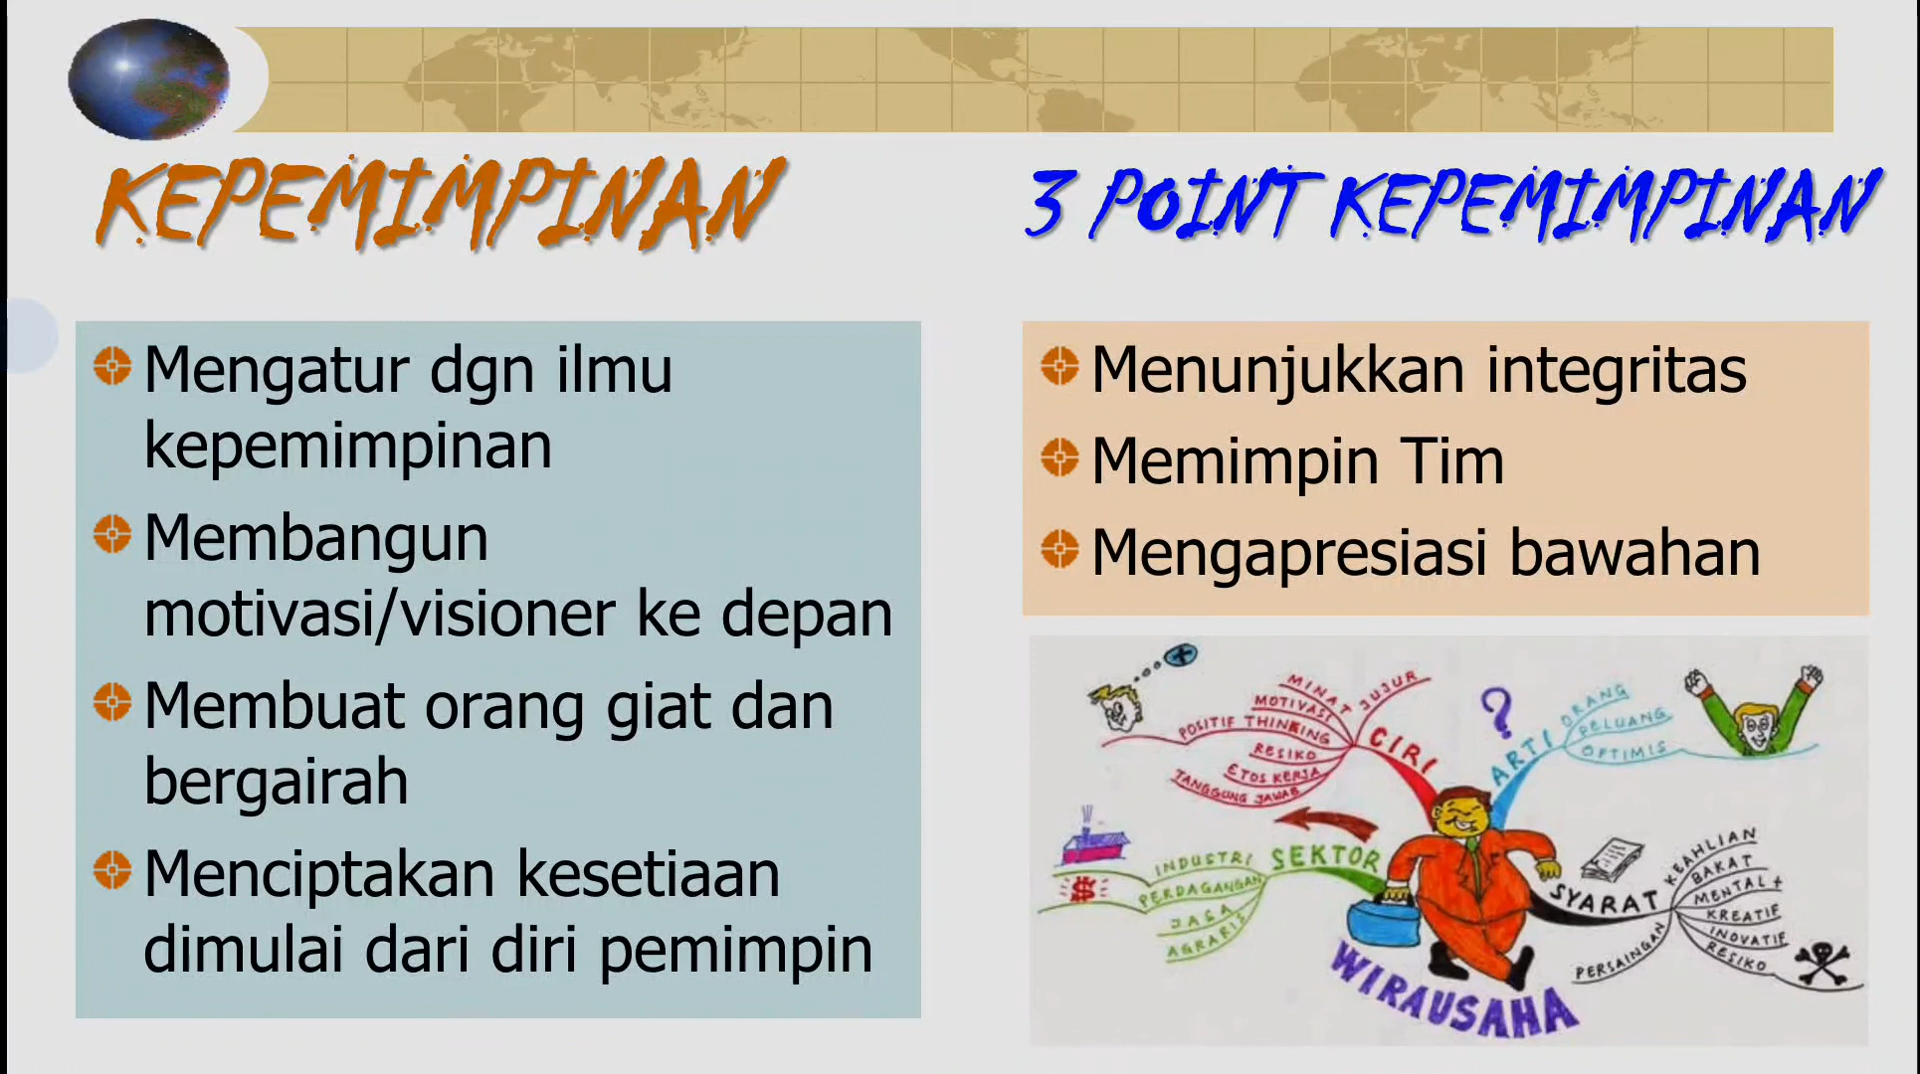 KEPEMIMPINAN
Mengatur dgn ilmu
kepemimpinan
Membangun
motivasi/visioner ke depan
Membuat orang giat dan
bergairah
Menciptakan kesetiaan
dimulai dari diri pemimpin
3 POINT KEPEMIMPINAN
Menunjukkan integritas
Memimpin Tim
Mengapresiasi bawahan
CIRI
JUJUR
MINAT
MOTIVASI
POSITIF THINKING
RESIKO
ETOS KERJA
TANGGUNG JAWAB
?
ARTI
ORANG
PELUANG
OPTIMIS
SEKTOR
INDUSTRI
PERDAGANGAN
JASA
AGRARIS
$
SYARAT
KEAHLIAN
BAKAT
MENTAL +
KREATIF
INOVATIF
RESIKO
PERSAINGAN
WIRAUSAHA